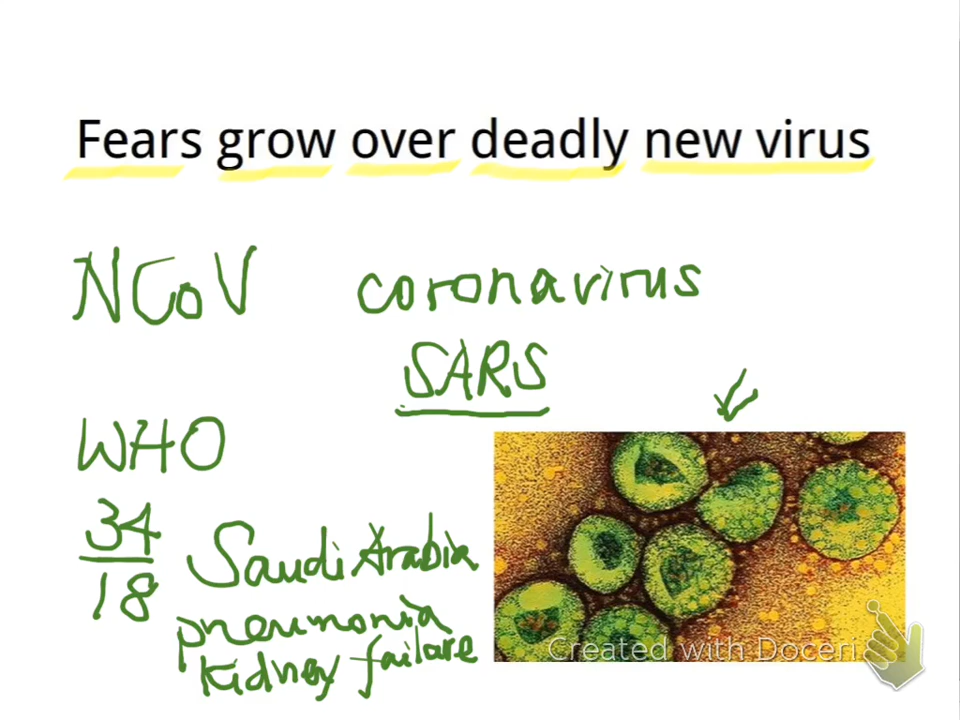 Fears grow over deadly new virus
NCoV coronavirus
SARS
WHO
34
18
Saudi Arabia
pneumonia
kidney failare
Created with Doceri